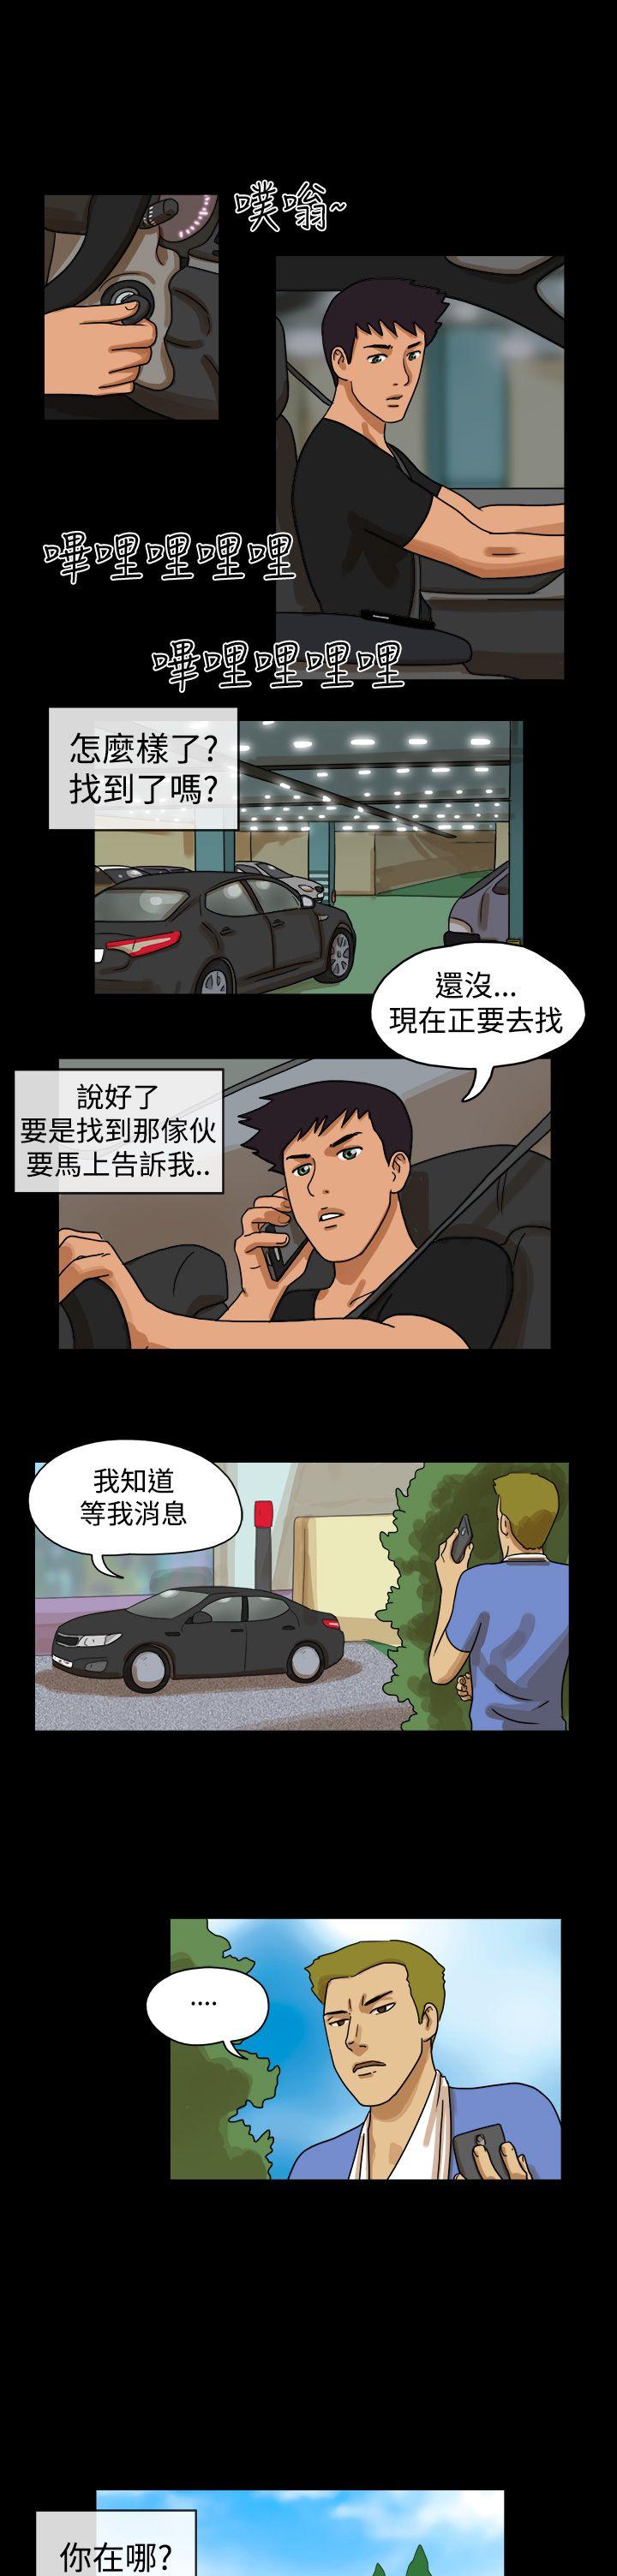 噗嗡~
嗶哩哩哩哩
嗶哩哩哩哩
怎麼樣了?
找到了嗎?
還沒...
現在正要去找
說好了
要是找到那傢伙
要馬上告訴我..
我知道
等我消息
....
你在哪?